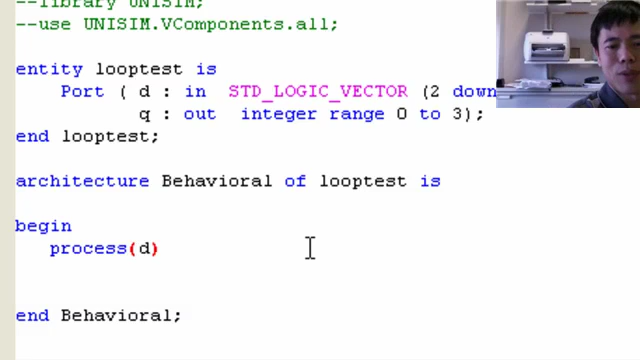 --library UNISIM;
--use UNISIM.VComponents.all;
entity looptest is
Port ( d : in STD_LOGIC_VECTOR (2 down
q : out integer range 0 to 3);
end looptest;
architecture Behavioral of looptest is
begin
process(d)
end Behavioral;